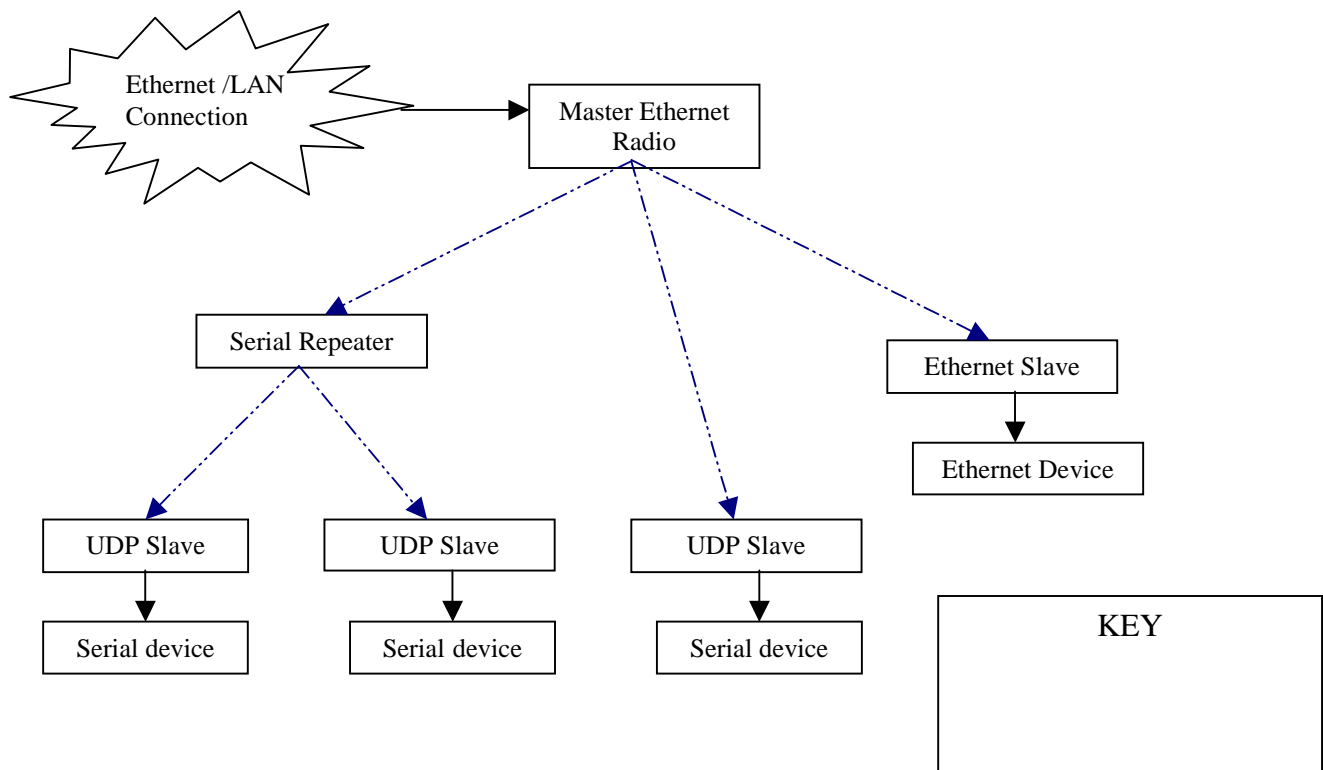 Ethernet /LAN
Connection
Master Ethernet
Radio
Serial Repeater
Ethernet Slave
Ethernet Device
UDP Slave
UDP Slave
UDP Slave
Serial device
Serial device
Serial device
KEY